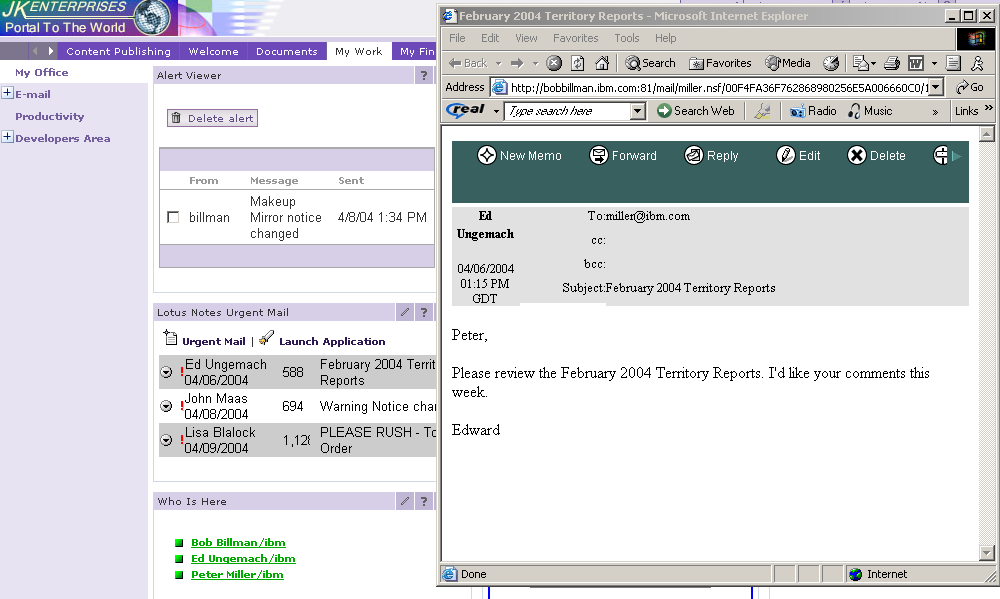 JK ENTERPRISES
Portal To The World
Content Publishing Welcome Documents My Work My Fin
My Office
E-mail
Productivity
Developers Area
Alert Viewer ?
Delete alert
From Message Sent
billman Makeup Mirror notice changed 4/8/04 1:34 PM
Lotus Notes Urgent Mail ?
Urgent Mail | Launch Application
Ed Ungemach 04/06/2004 588 February 2004 Territ Reports
John Maas 04/08/2004 694 Warning Notice cha
Lisa Blalock 04/09/2004 1,128 PLEASE RUSH - To Order
Who Is Here ?
Bob Billman/ibm
Ed Ungemach/ibm
Peter Miller/ibm
February 2004 Territory Reports - Microsoft Internet Explorer
File Edit View Favorites Tools Help
Back Search Favorites Media
Address http://bobbillman.ibm.com:81/mail/miller.nsf/00F4FA36F762868980256E5A006660C0/1 Go
real Type search here Search Web Radio Music » Links »
New Memo Forward Reply Edit Delete
Ed Ungemach
04/06/2004
01:15 PM
GDT
To:miller@ibm.com
cc:
bcc:
Subject:February 2004 Territory Reports
Peter,
Please review the February 2004 Territory Reports. I'd like your comments this
week.
Edward
Done Internet